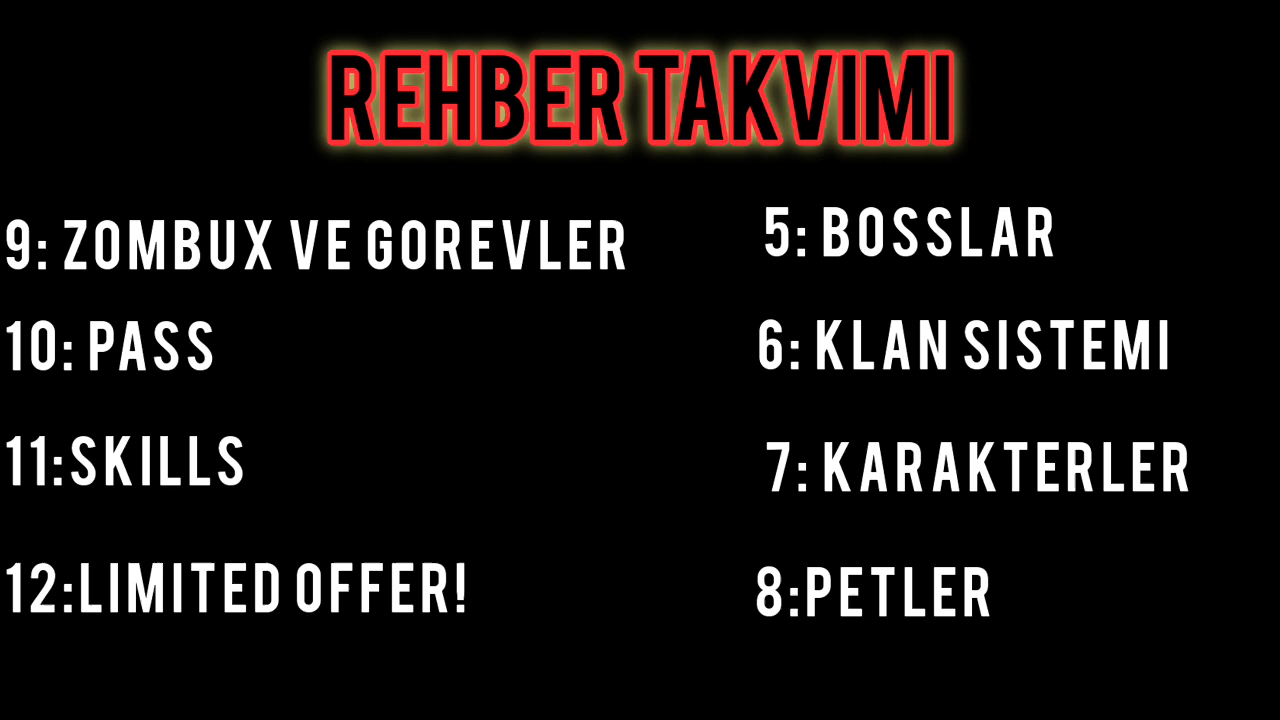 REHBER TAKVIMI
9: ZOMBUX VE GOREVLER
10: PASS
11:SKILLS
12:LIMITED OFFER!
5: BOSSLAR
6: KLAN SISTEMI
7: KARAKTERLER
8:PETLER